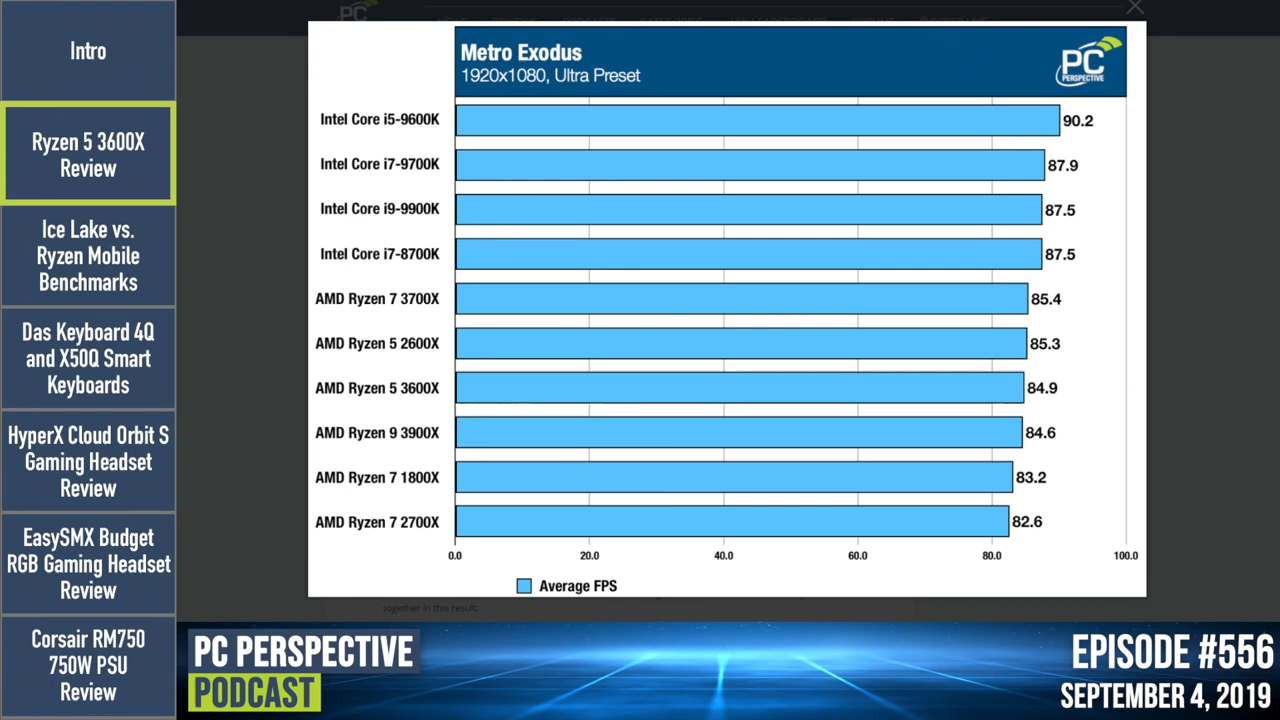 Intro
Ryzen 5 3600X
Review
Ice Lake vs.
Ryzen Mobile
Benchmarks
Das Keyboard 4Q
and X50Q Smart
Keyboards
HyperX Cloud Orbit S
Gaming Headset
Review
EasySMX Budget
RGB Gaming Headset
Review
Corsair RM750
750W PSU
Review
Metro Exodus
1920x1080, Ultra Preset
PC
PERSPECTIVE
Intel Core i5-9600K 90.2
Intel Core i7-9700K 87.9
Intel Core i9-9900K 87.5
Intel Core i7-8700K 87.5
AMD Ryzen 7 3700X 85.4
AMD Ryzen 5 2600X 85.3
AMD Ryzen 5 3600X 84.9
AMD Ryzen 9 3900X 84.6
AMD Ryzen 7 1800X 83.2
AMD Ryzen 7 2700X 82.6
0.0 20.0 40.0 60.0 80.0 100.0
Average FPS
together in this result:
PC PERSPECTIVE
PODCAST
EPISODE #556
SEPTEMBER 4, 2019